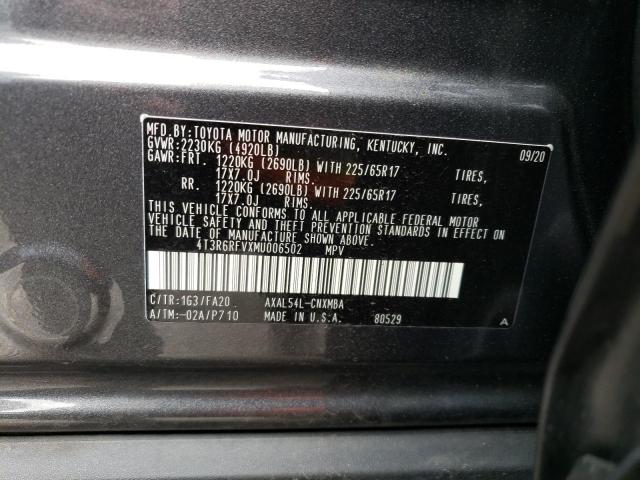 MFD.BY:TOYOTA MOTOR MANUFACTURING, KENTUCKY, INC.
GVWR:2230KG (4920LB) 09/20
GAWR:FRT. 1220KG (2690LB) WITH 225/65R17 TIRES,
17X7.0J RIMS.
RR. 1220KG (2690LB) WITH 225/65R17 TIRES,
17X7.0J RIMS.
THIS VEHICLE CONFORMS TO ALL APPLICABLE FEDERAL MOTOR
VEHICLE SAFETY AND THEFT PREVENTION STANDARDS IN EFFECT ON
THE DATE OF MANUFACTURE SHOWN ABOVE.
4T3R6RFVXMU006502 MPV
C/TR:1G3/FA20 AXAL54L-CNXMBA
A/TM:-02A/P710 MADE IN U.S.A. 80529 A